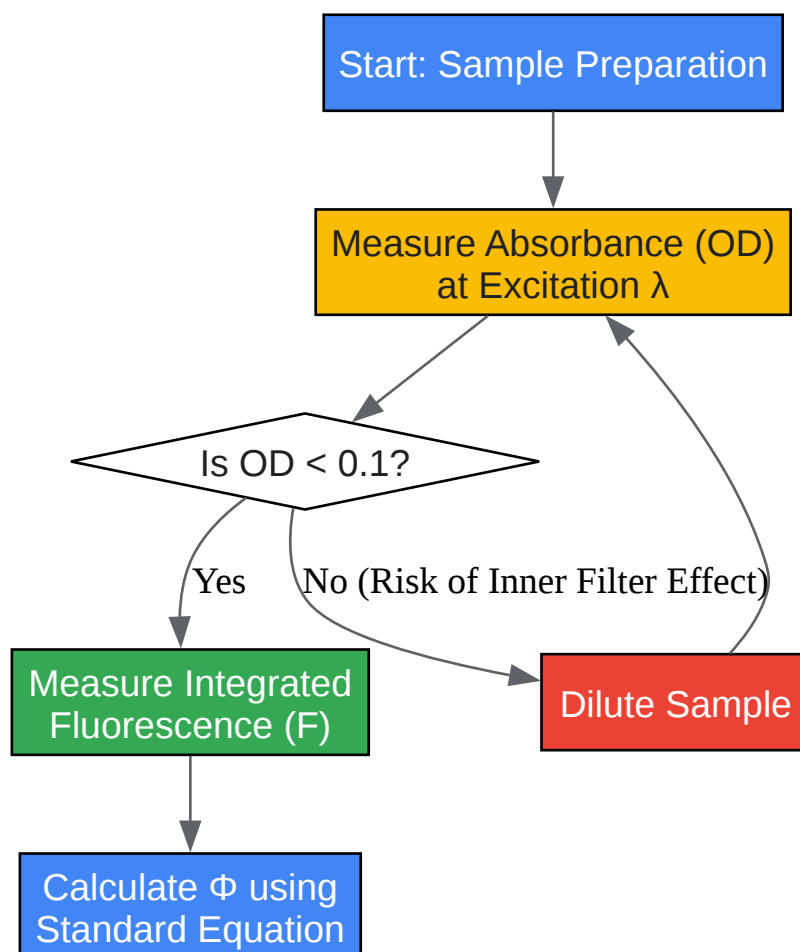 Start: Sample Preparation
Measure Absorbance (OD)
at Excitation λ
Is OD < 0.1?
Yes
No (Risk of Inner Filter Effect)
Measure Integrated
Fluorescence (F)
Dilute Sample
Calculate Φ using
Standard Equation